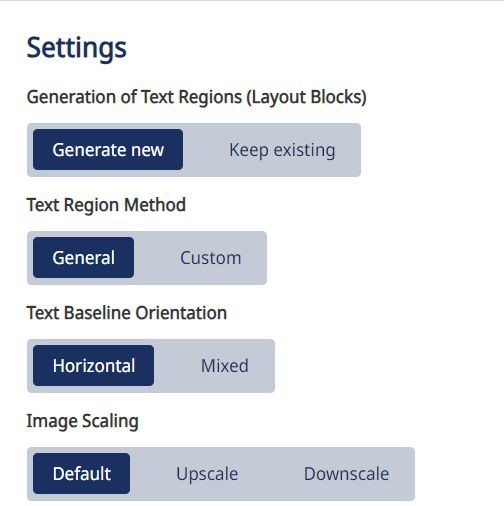 Settings
Generation of Text Regions (Layout Blocks)
Generate new Keep existing
Text Region Method
General Custom
Text Baseline Orientation
Horizontal Mixed
Image Scaling
Default Upscale Downscale